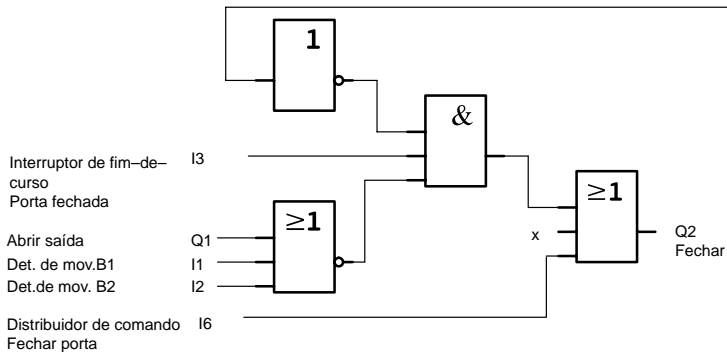 1
&
Interruptor de fim–de– I3
curso
Porta fechada
≥1
≥1
Abrir saída Q1
x
Q2
Fechar
Det. de mov.B1 I1
Det.de mov. B2 I2
Distribuidor de comando I6
Fechar porta